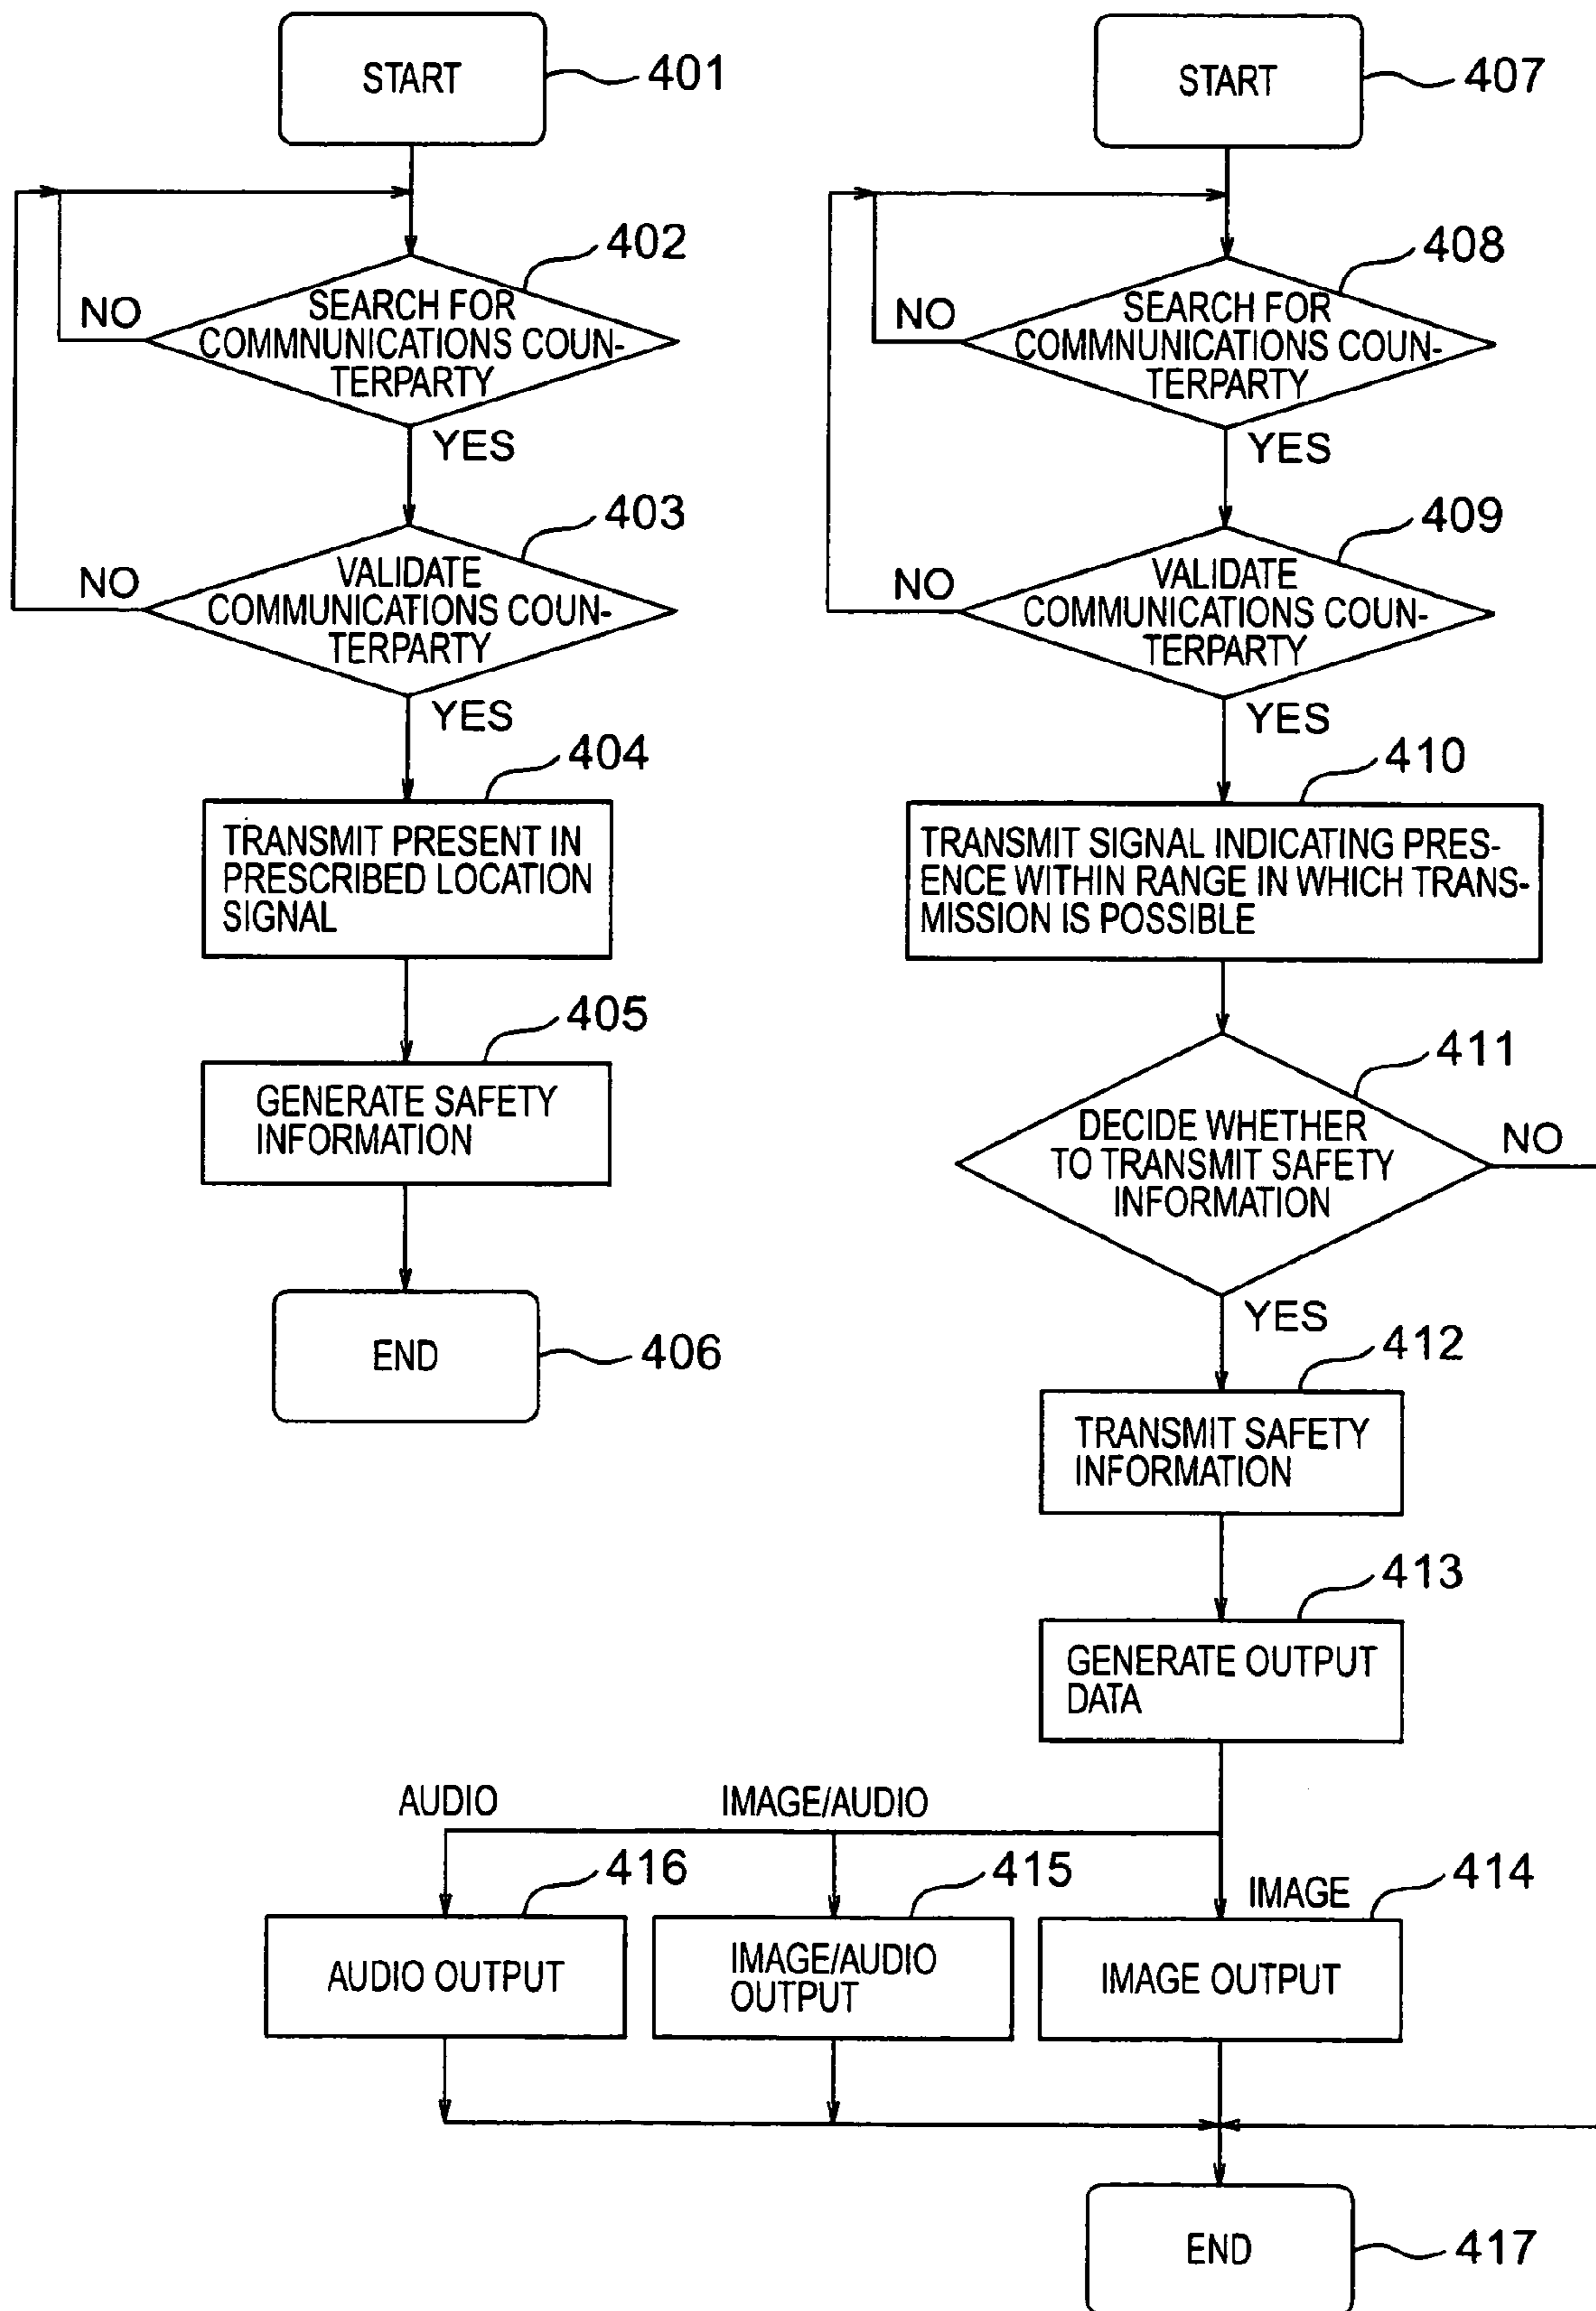 START
401
402
SEARCH FOR
COMMNUNICATIONS COUN-
TERPARTY
NO
YES
403
VALIDATE
COMMUNICATIONS COUN-
TERPARTY
NO
YES
404
TRANSMIT PRESENT IN
PRESCRIBED LOCATION
SIGNAL
405
GENERATE SAFETY
INFORMATION
END
406
START
407
408
SEARCH FOR
COMMNUNICATIONS COUN-
TERPARTY
NO
YES
409
VALIDATE
COMMUNICATIONS COUN-
TERPARTY
NO
YES
410
TRANSMIT SIGNAL INDICATING PRES-
ENCE WITHIN RANGE IN WHICH TRANS-
MISSION IS POSSIBLE
411
DECIDE WHETHER
TO TRANSMIT SAFETY
INFORMATION
NO
YES
412
TRANSMIT SAFETY
INFORMATION
413
GENERATE OUTPUT
DATA
AUDIO
IMAGE/AUDIO
IMAGE
416
AUDIO OUTPUT
415
IMAGE/AUDIO
OUTPUT
414
IMAGE OUTPUT
END
417